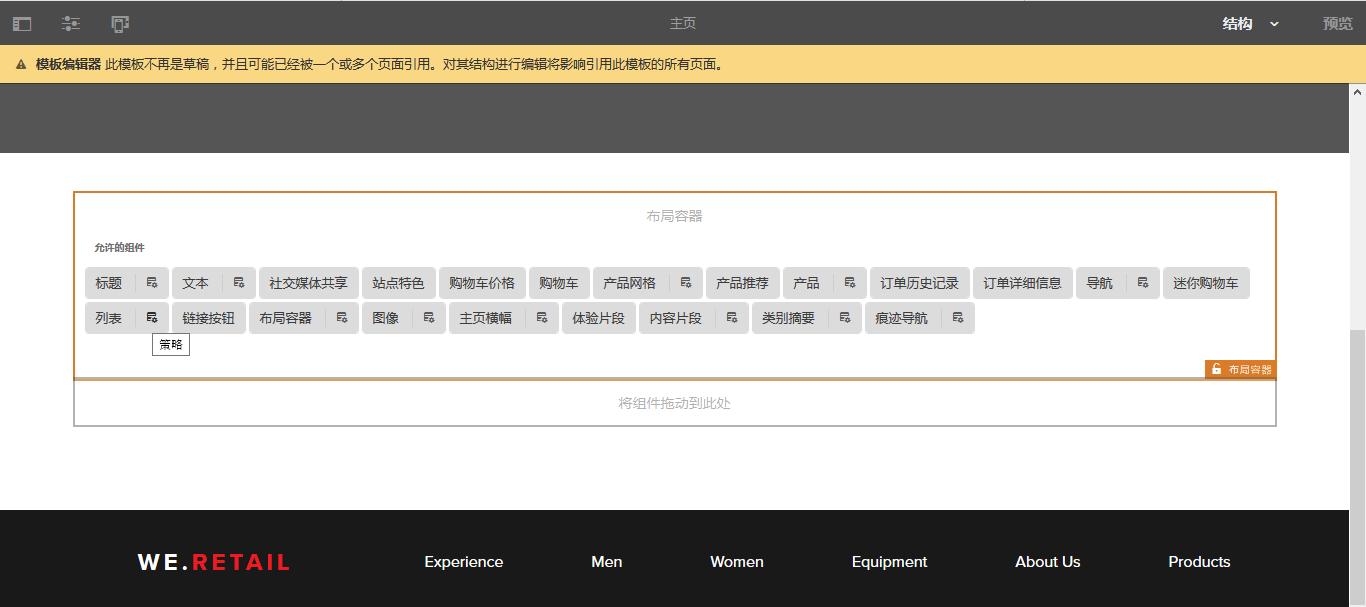 主页 结构 预览
模板编辑器 此模板不再是草稿，并且可能已经被一个或多个页面引用。对其结构进行编辑将影响引用此模板的所有页面。
布局容器
允许的组件
标题 文本 社交媒体共享 站点特色 购物车价格 购物车 产品网格 产品推荐 产品 订单历史记录 订单详细信息 导航 迷你购物车
列表 链接按钮 布局容器 图像 主页横幅 体验片段 内容片段 类别摘要 痕迹导航
策略
布局容器
将组件拖动到此处
WE.RETAIL Experience Men Women Equipment About Us Products